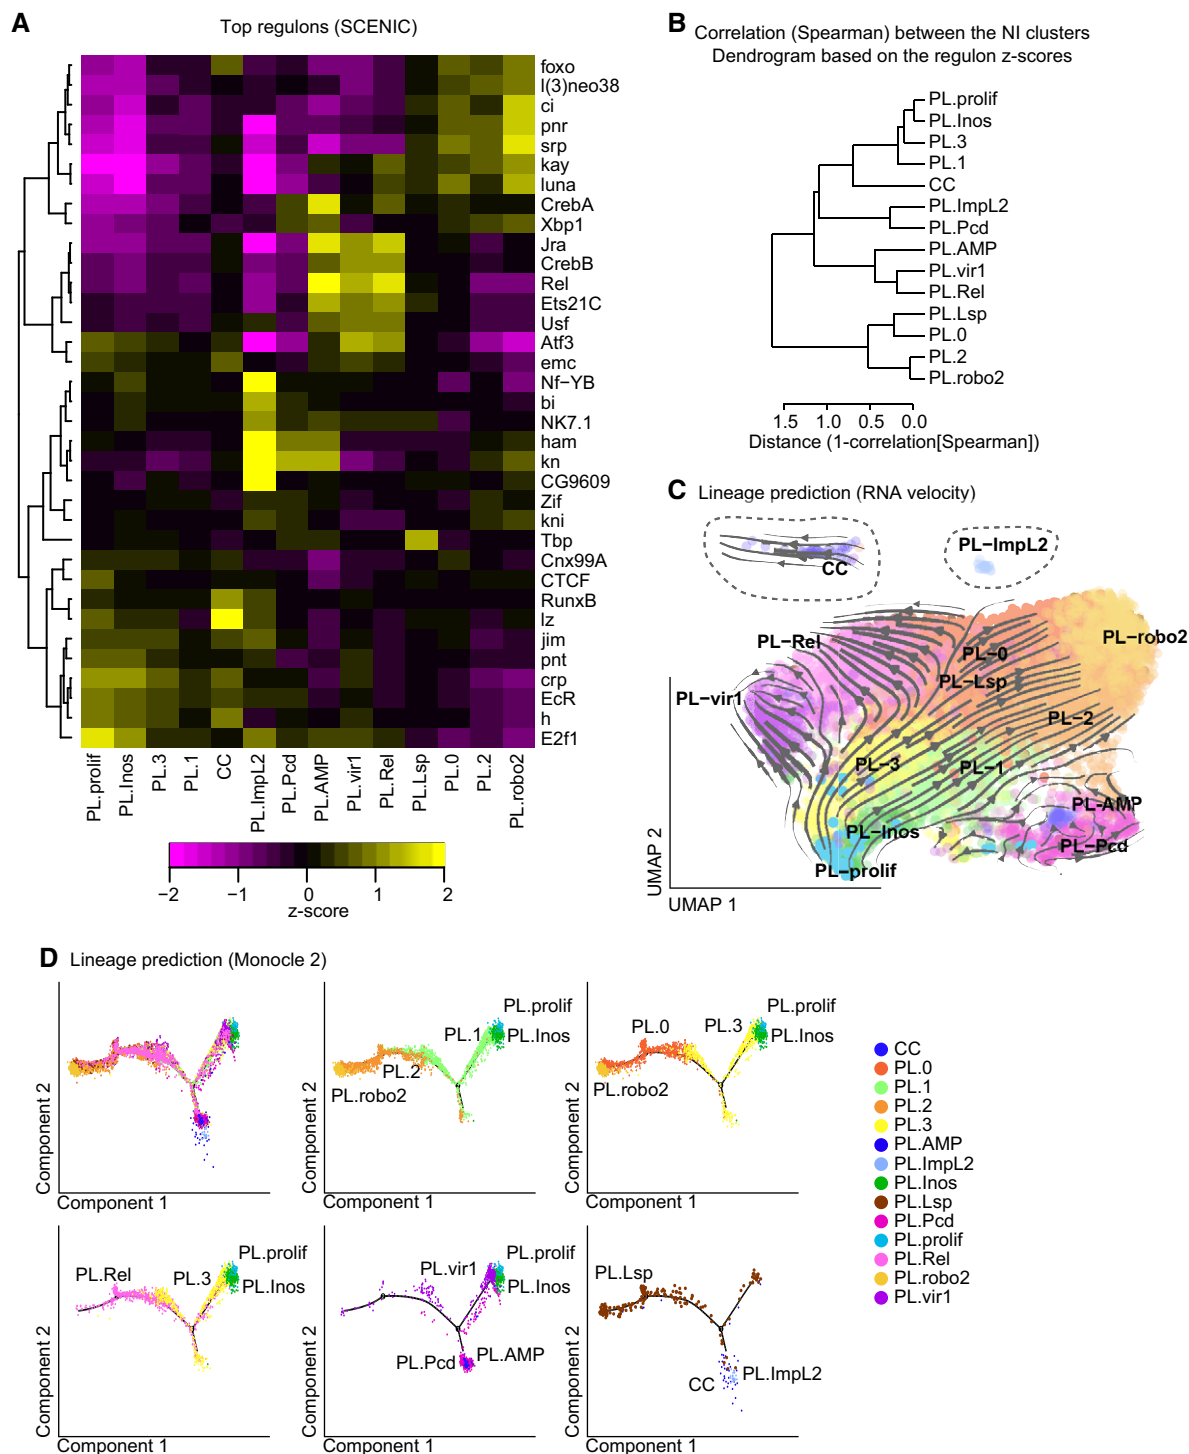 A
Top regulons (SCENIC)
foxo
l(3)neo38
ci
pnr
srp
kay
luna
CrebA
Xbp1
Jra
CrebB
Rel
Ets21C
Usf
Atf3
emc
Nf−YB
bi
NK7.1
ham
kn
CG9609
Zif
kni
Tbp
Cnx99A
CTCF
RunxB
lz
jim
pnt
crp
EcR
h
E2f1
PL.prolif
PL.Inos
PL.3
PL.1
CC
PL.ImpL2
PL.Pcd
PL.AMP
PL.vir1
PL.Rel
PL.Lsp
PL.0
PL.2
PL.robo2
−2
−1
0
1
2
z−score
B
Correlation (Spearman) between the NI clusters
Dendrogram based on the regulon z-scores
PL.prolif
PL.Inos
PL.3
PL.1
CC
PL.ImpL2
PL.Pcd
PL.AMP
PL.vir1
PL.Rel
PL.Lsp
PL.0
PL.2
PL.robo2
1.5 1.0 0.5 0.0
Distance (1-correlation[Spearman])
C
Lineage prediction (RNA velocity)
CC
PL−ImpL2
PL−Rel
PL−0
PL−robo2
PL−Lsp
PL−vir1
PL−2
PL−3
PL−1
PL-AMP
PL−Inos
PL−Pcd
PL−prolif
UMAP 2
UMAP 1
D
Lineage prediction (Monocle 2)
Component 2
Component 1
PL.prolif
PL.1
PL.Inos
PL.2
PL.robo2
Component 2
Component 1
PL.prolif
PL.0
PL.3
PL.Inos
PL.robo2
Component 2
Component 1
PL.prolif
PL.Rel
PL.3
PL.Inos
Component 2
Component 1
PL.prolif
PL.vir1
PL.Inos
PL.Pcd
PL.AMP
Component 2
Component 1
PL.Lsp
PL.ImpL2
CC
Component 2
Component 1
CC
PL.0
PL.1
PL.2
PL.3
PL.AMP
PL.ImpL2
PL.Inos
PL.Lsp
PL.Pcd
PL.prolif
PL.Rel
PL.robo2
PL.vir1